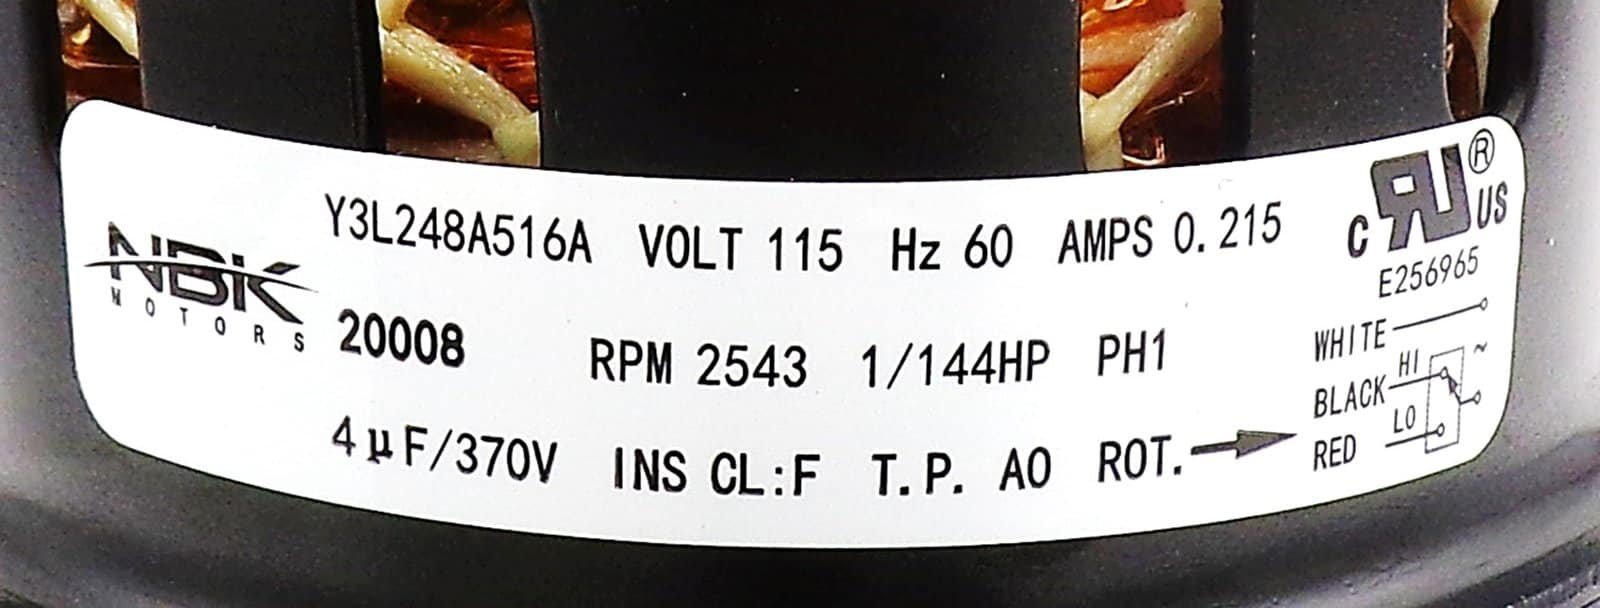 NBK
MOTORS
Y3L248A516A VOLT 115 Hz 60 AMPS 0.215
20008 RPM 2543 1/144HP PH1
4μF/370V INS CL:F T.P. AO ROT.
c RU ® US
E256965
WHITE
BLACK HI ~
RED LO